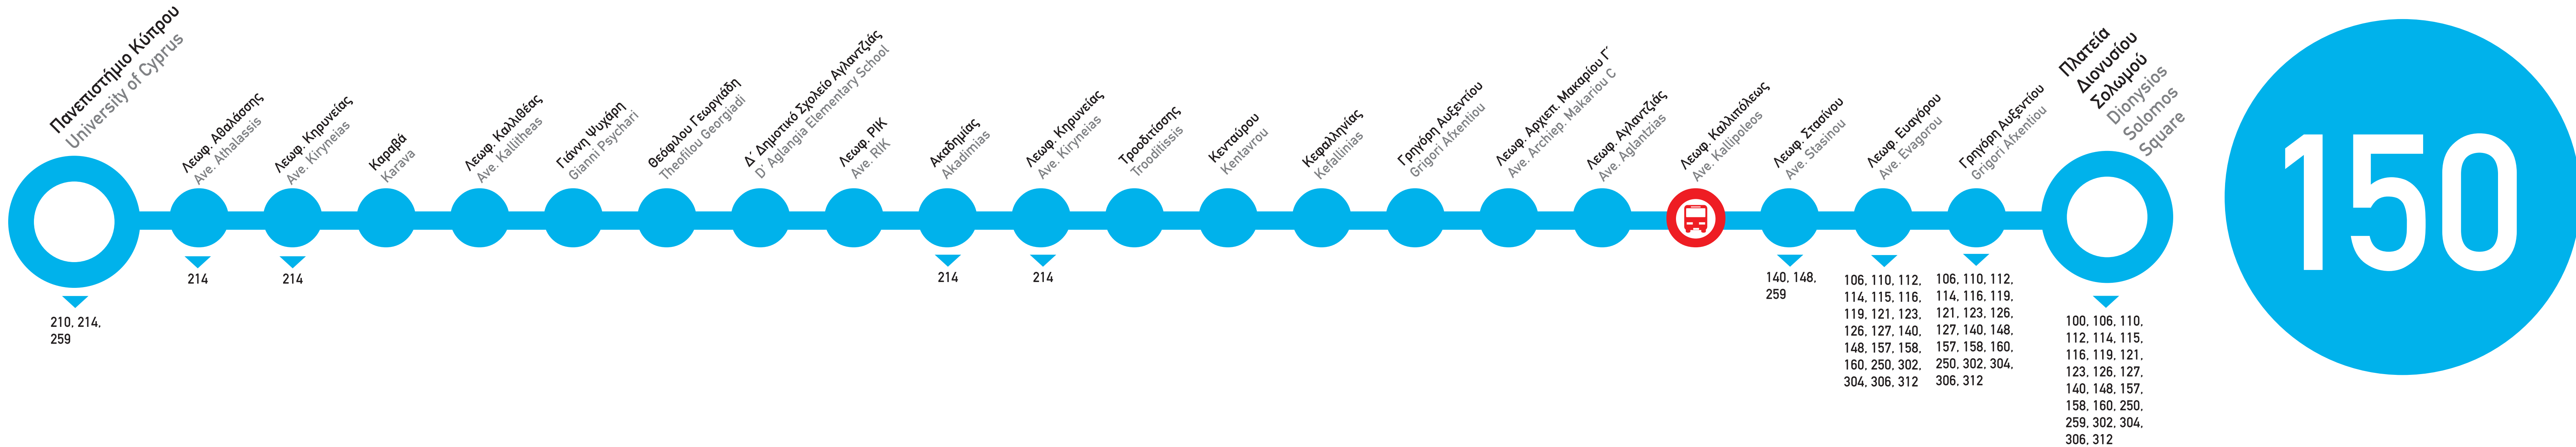 Πανεπιστήμιο Κύπρου
University of Cyprus
210, 214,
259
Λεωφ. Αθαλάσσης
Ave. Athalassis
214
Λεωφ. Κηρυνείας
Ave. Kiryneias
214
Καραβά
Karava
Λεωφ. Καλλιθέας
Ave. Kallitheas
Γιάννη Ψυχάρη
Gianni Psychari
Θεόφιλου Γεωργιάδη
Theofilou Georgiadi
Δ΄ Δημοτικό Σχολείο Αγλαντζιάς
D΄ Aglangia Elementary School
Λεωφ. ΡΙΚ
Ave. RIK
Ακαδημίας
Akadimias
214
Λεωφ. Κηρυνείας
Ave. Kiryneias
214
Τροοδιτίσσης
Trooditissis
Κενταύρου
Kentavrou
Κεφαλληνίας
Kefallinias
Γρηγόρη Αυξεντίου
Grigori Afxentiou
Λεωφ. Αρχιεπ. Μακαρίου Γ΄
Ave. Archiep. Makariou C
Λεωφ. Αγλαντζιάς
Ave. Aglantzias
Λεωφ. Καλλιπόλεως
Ave. Kallipoleos
Λεωφ. Στασίνου
Ave. Stasinou
140, 148,
259
Λεωφ. Ευαγόρου
Ave. Evagorou
106, 110, 112,
114, 115, 116,
119, 121, 123,
126, 127, 140,
148, 157, 158,
160, 250, 302,
304, 306, 312
Γρηγόρη Αυξεντίου
Grigori Afxentiou
106, 110, 112,
114, 116, 119,
121, 123, 126,
127, 140, 148,
157, 158, 160,
250, 302, 304,
306, 312
Πλατεία
Διονυσίου
Σολωμού
Dionysios
Solomos
Square
100, 106, 110,
112, 114, 115,
116, 119, 121,
123, 126, 127,
140, 148, 157,
158, 160, 250,
259, 302, 304,
306, 312
150